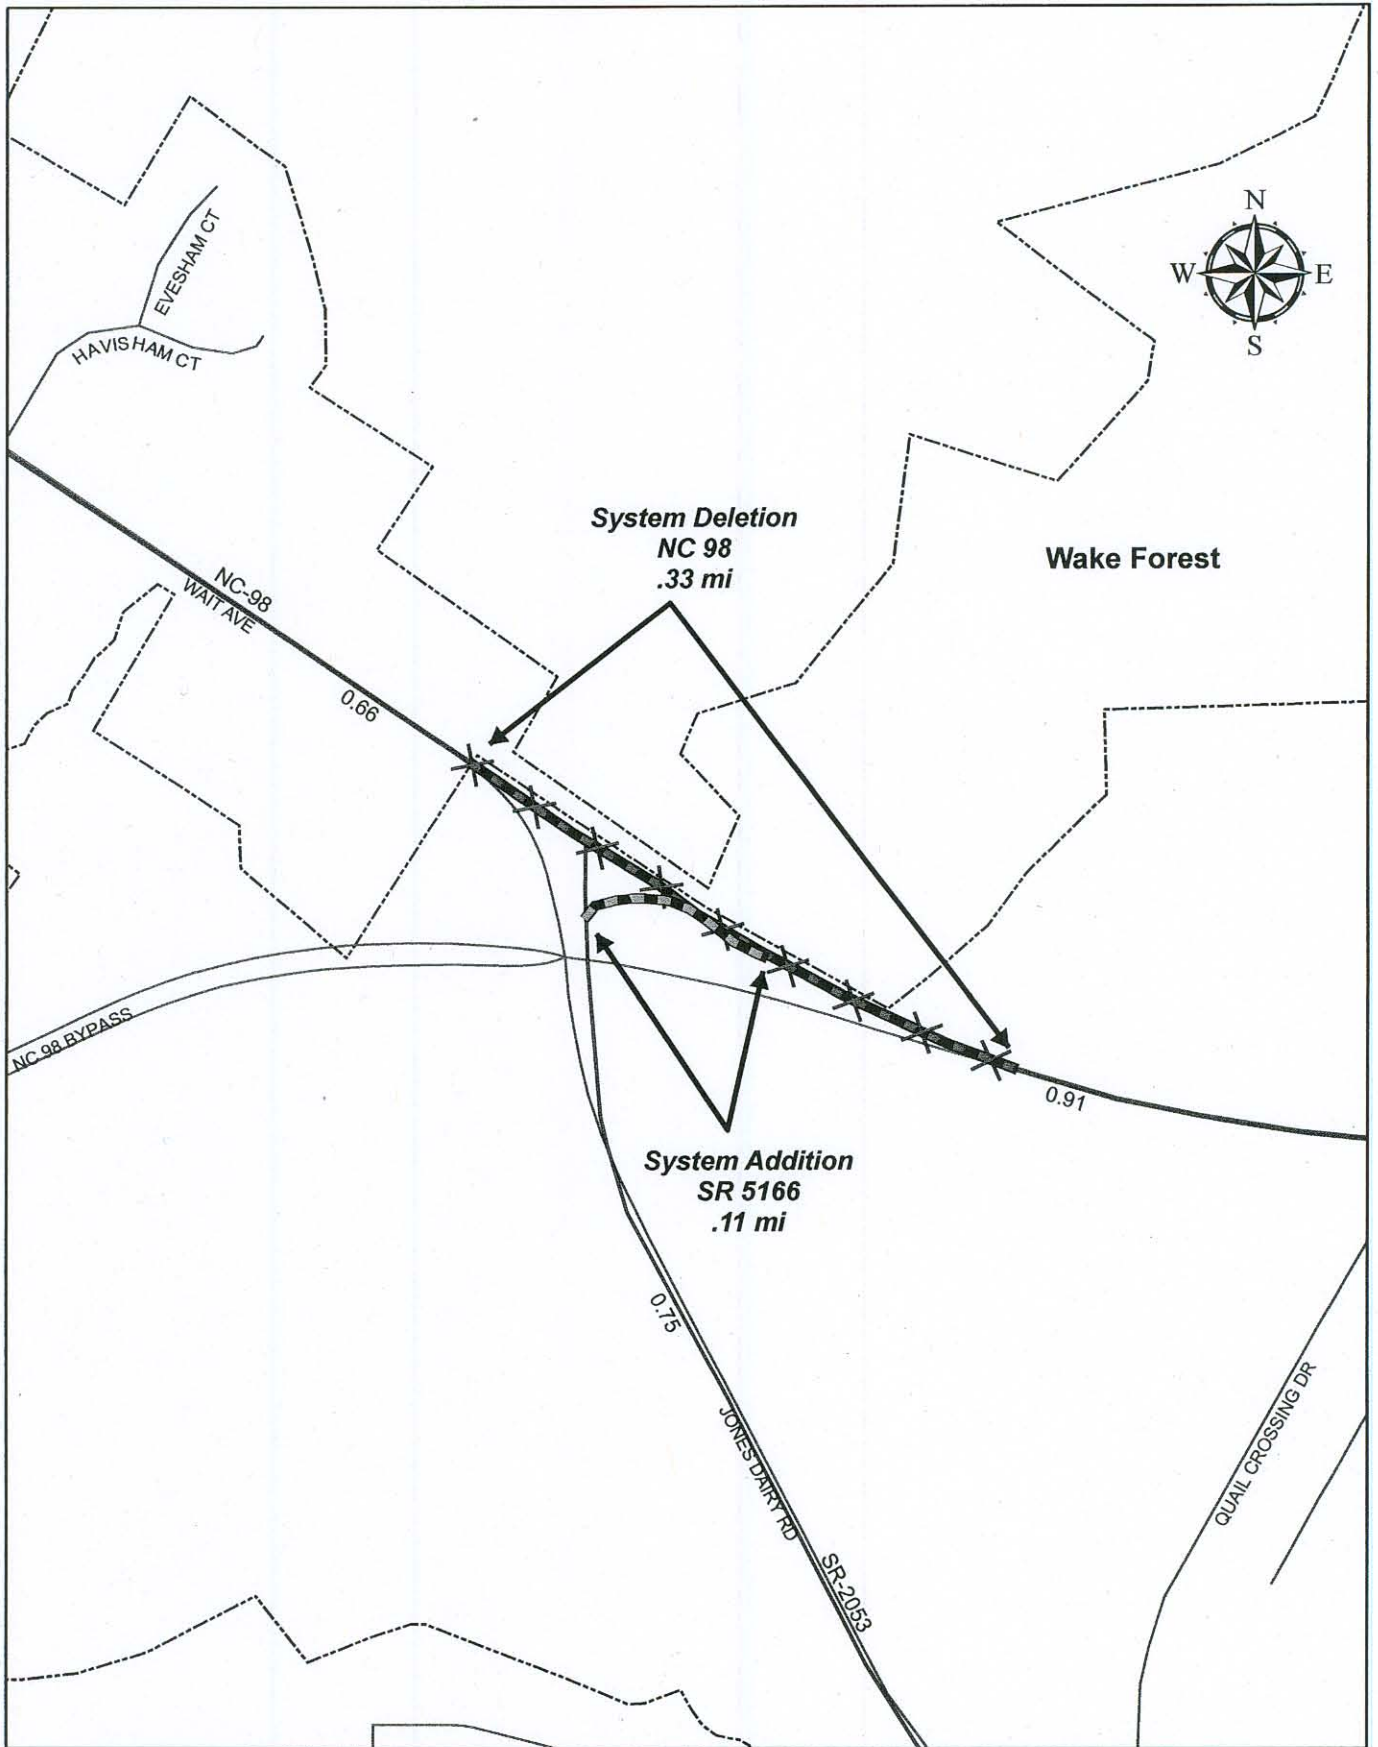 N
W E
S
EVESHAM CT
HAVISHAM CT
System Deletion
NC 98
.33 mi
Wake Forest
NC-98
WAIT AVE
0.66
NC 98 BYPASS
0.91
System Addition
SR 5166
.11 mi
0.75
JONES DAIRY RD
SR-2053
QUAIL CROSSING DR